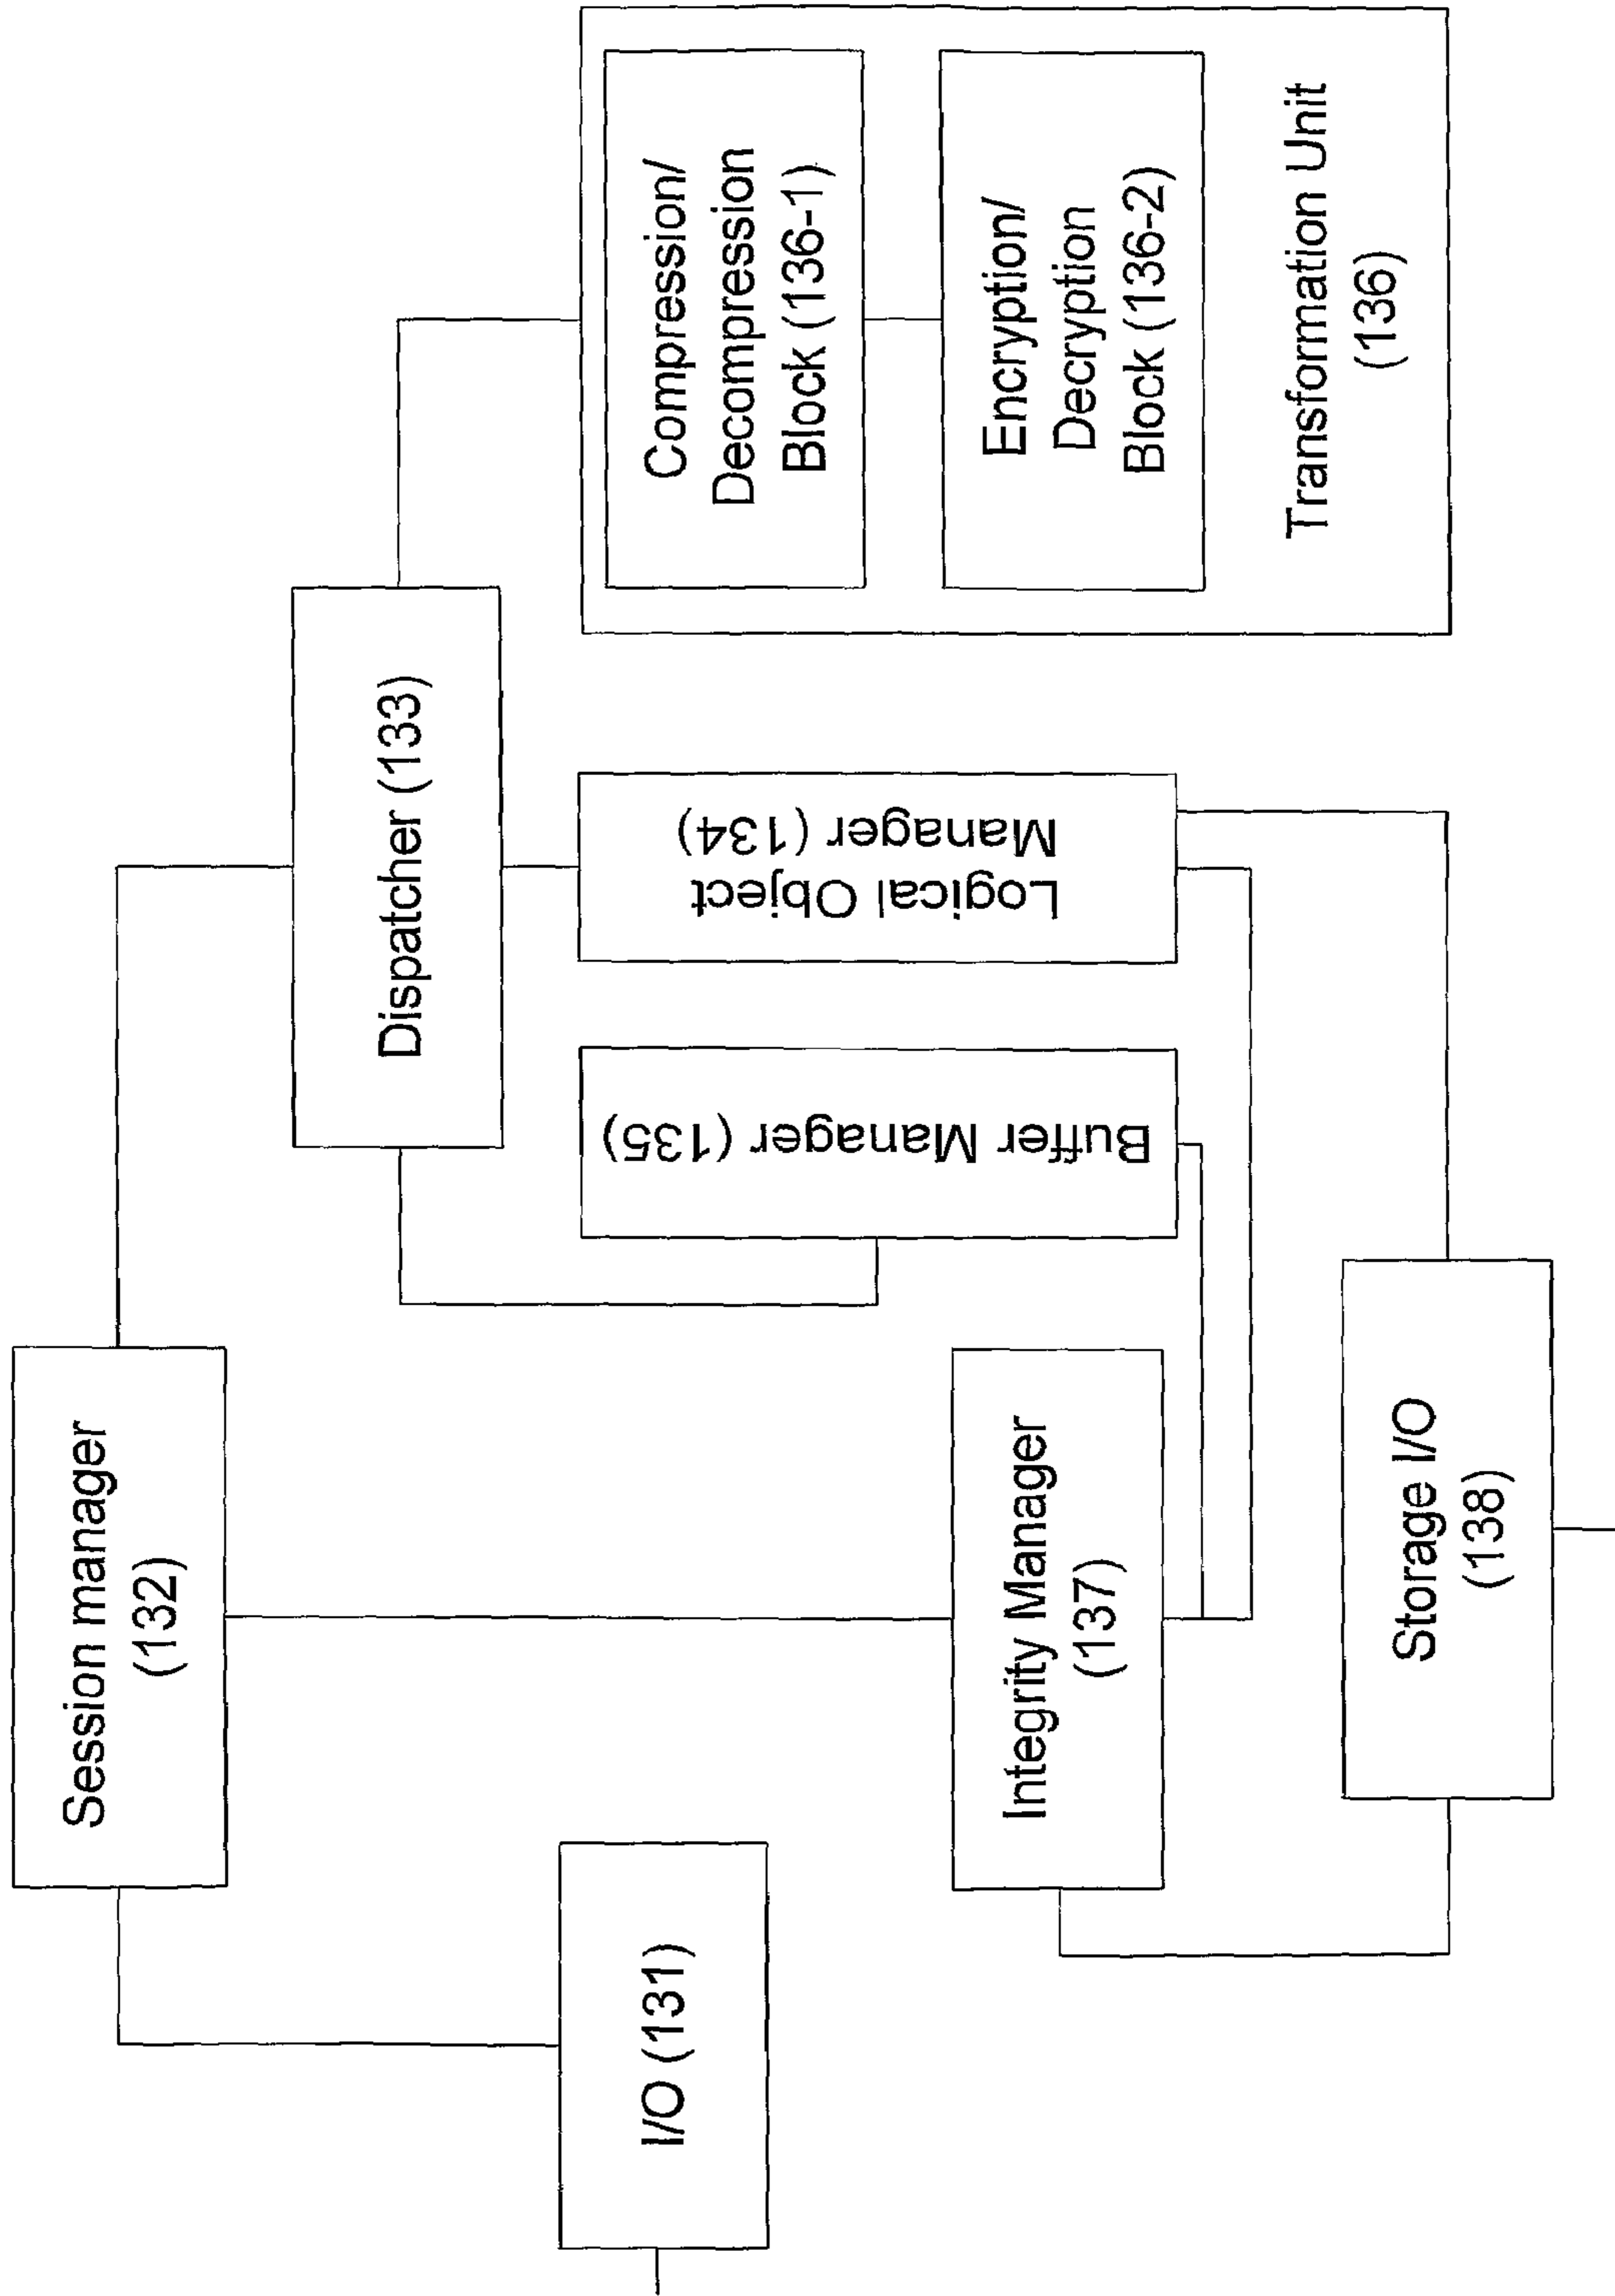 Session manager
(132)
Dispatcher (133)
I/O (131)
Buffer Manager (135)
Logical Object
Manager (134)
Compression/
Decompression
Block (136-1)
Encryption/
Decryption
Block (136-2)
Transformation Unit
(136)
Integrity Manager
(137)
Storage I/O
(138)